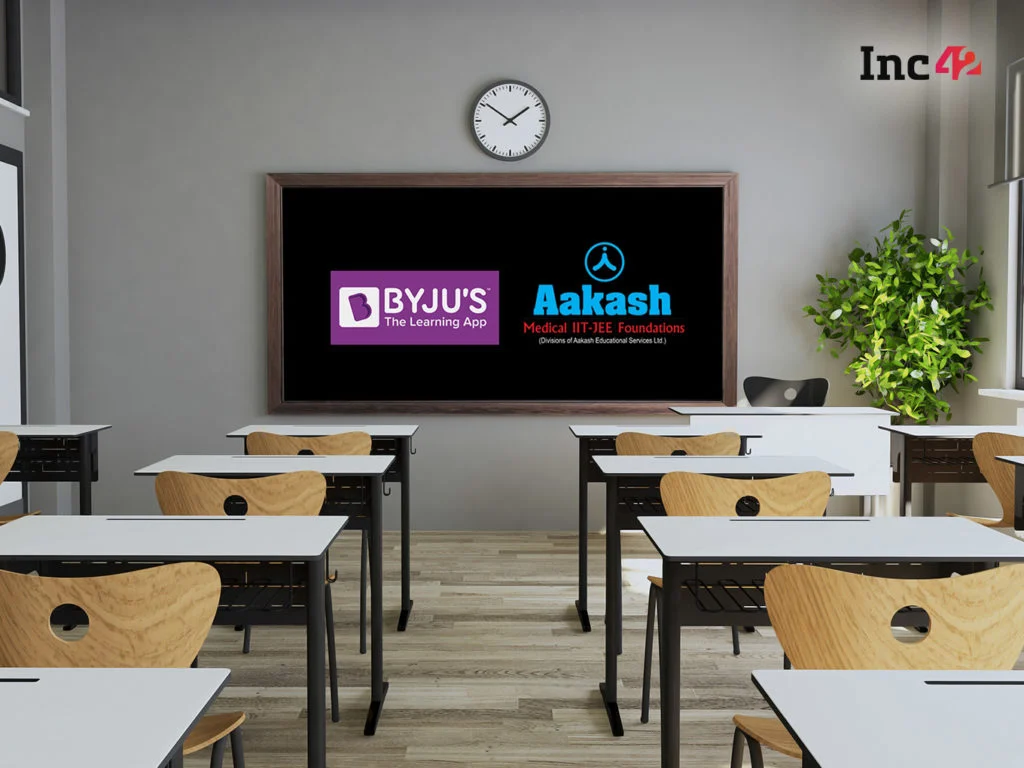 Inc42
BYJU'S
The Learning App
Aakash
Medical IIT-JEE Foundations
(Divisions of Aakash Educational Services Ltd.)